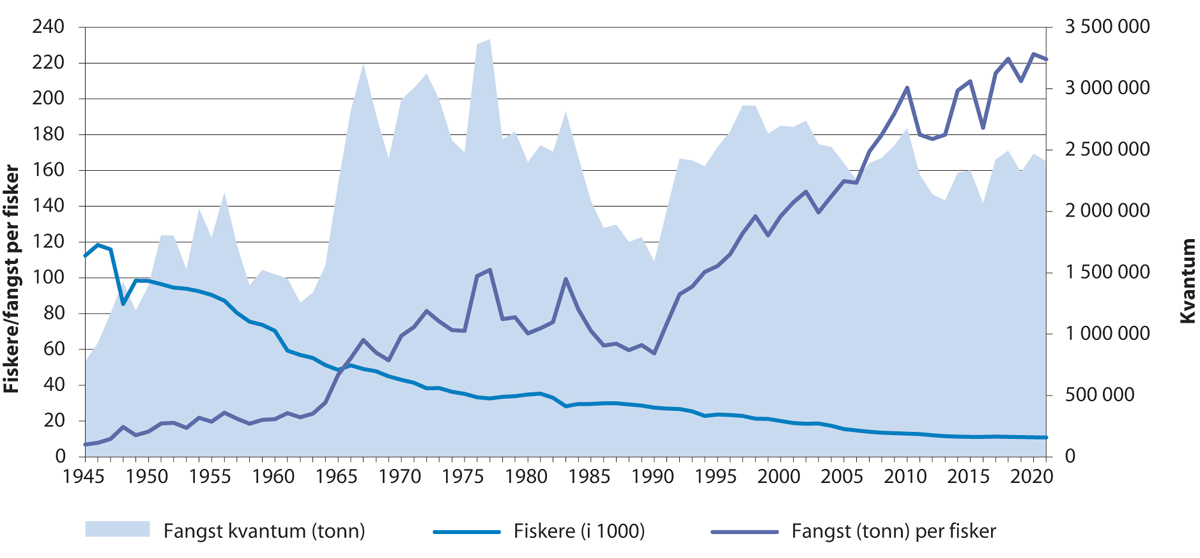 240
220
200
180
160
140
120
100
80
60
40
20
0
Fiskere/fangst per fisker
3 500 000
3 000 000
2 500 000
2 000 000
1 500 000
1 000 000
500 000
0
Kvantum
1945 1950 1955 1960 1965 1970 1975 1980 1985 1990 1995 2000 2005 2010 2015 2020
Fangst kvantum (tonn) Fiskere (i 1000) Fangst (tonn) per fisker